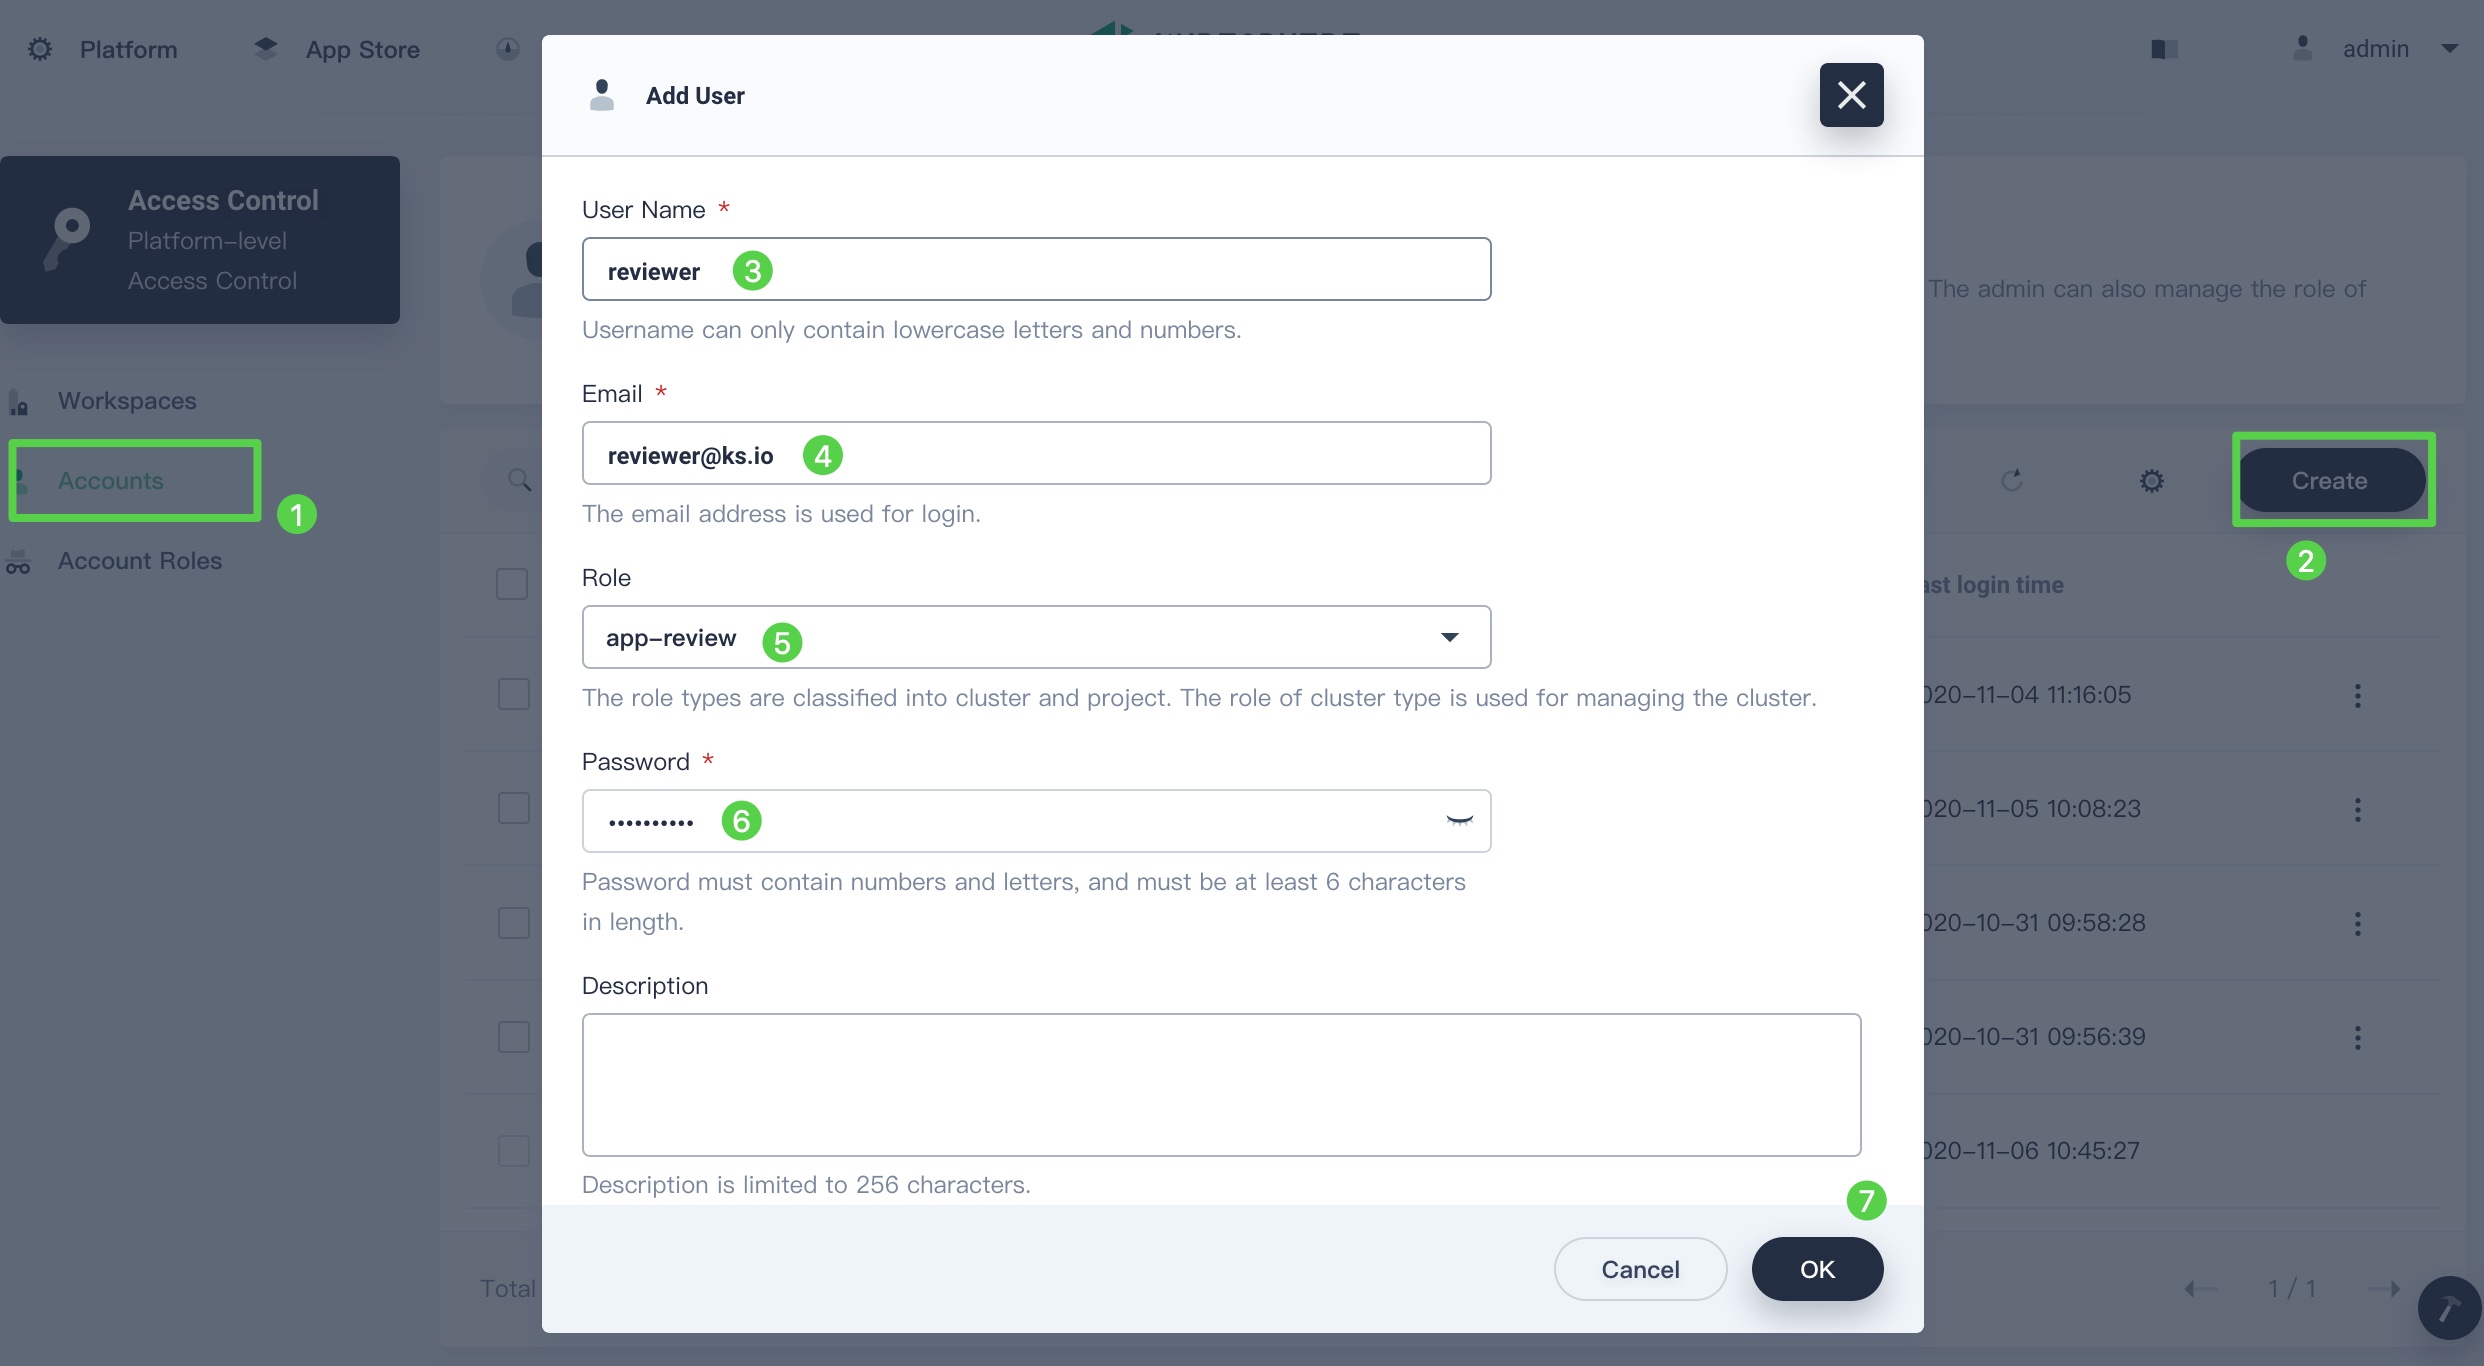 Platform
App Store
admin
Add User
Access Control
Platform-level
Access Control
Workspaces
Accounts
1
Account Roles
User Name *
reviewer 3
Username can only contain lowercase letters and numbers.
Email *
reviewer@ks.io 4
The email address is used for login.
Role
app-review 5
The role types are classified into cluster and project. The role of cluster type is used for managing the cluster.
Password *
•••••••••• 6
Password must contain numbers and letters, and must be at least 6 characters
in length.
Description
Description is limited to 256 characters.
7
Cancel
OK
The admin can also manage the role of
Create
2
ast login time
020-11-04 11:16:05
020-11-05 10:08:23
020-10-31 09:58:28
020-10-31 09:56:39
020-11-06 10:45:27
Total
1 / 1